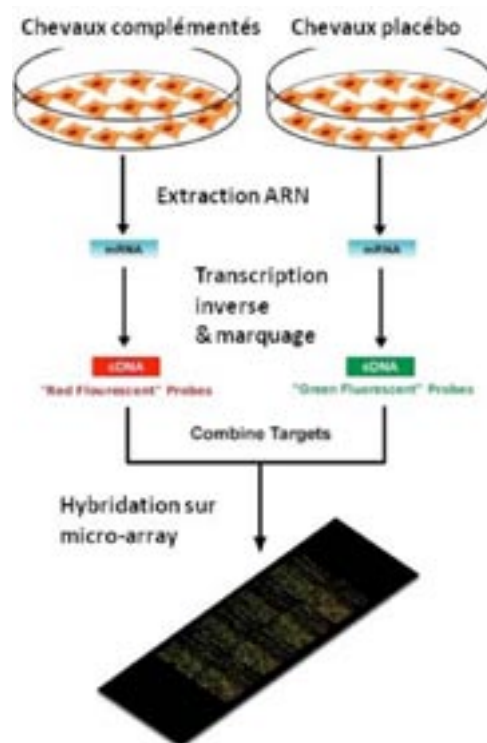 Chevaux complémentés
Chevaux placébo
Extraction ARN
mRNA
mRNA
Transcription
inverse
& marquage
cDNA
cDNA
"Red Flourescent" Probes
"Green Fluorescent" Probes
Combine Targets
Hybridation sur
micro-array